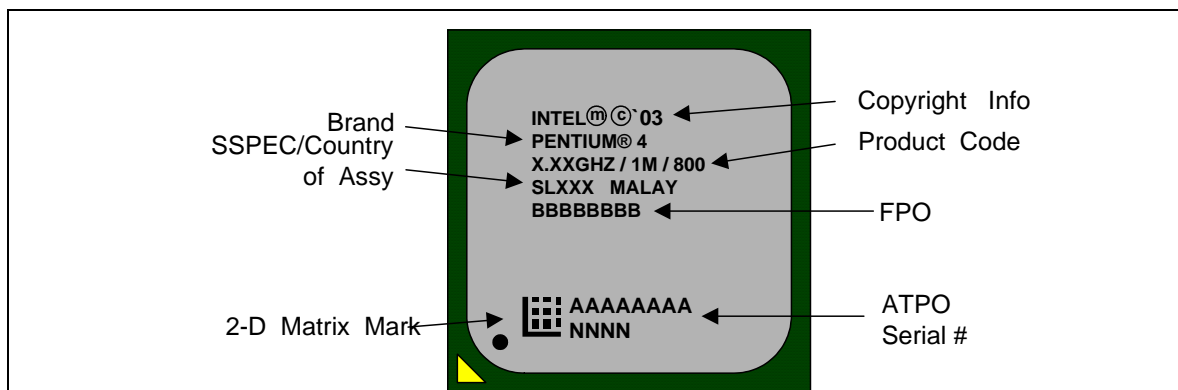 Brand
SSPEC/Country
of Assy
2-D Matrix Mark
INTELⓜⓒ`03
PENTIUM® 4
X.XXGHZ / 1M / 800
SLXXX MALAY
BBBBBBBB
AAAAAAAA
NNNN
Copyright Info
Product Code
FPO
ATPO
Serial #